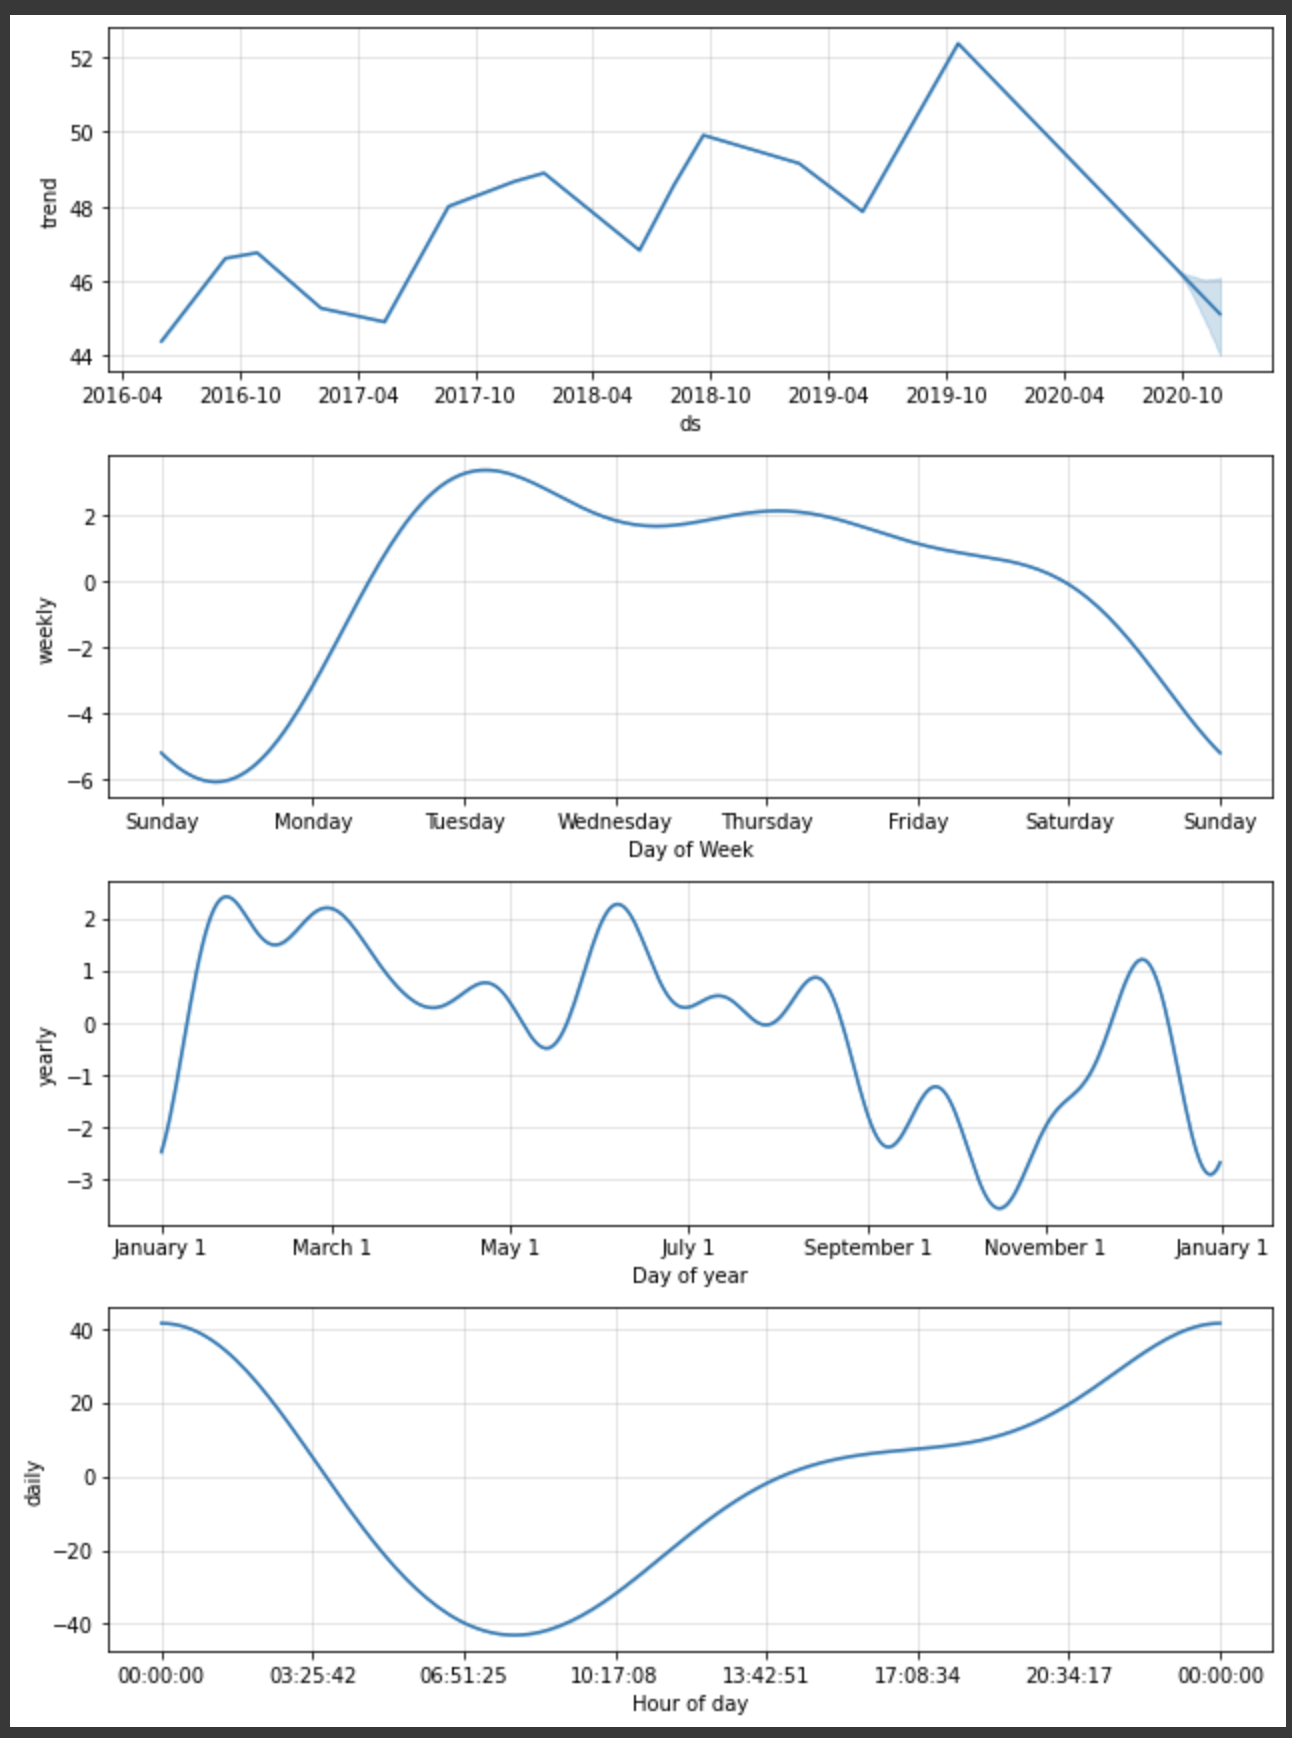 52
50
48
46
44
trend
2016-04 2016-10 2017-04 2017-10 2018-04 2018-10 2019-04 2019-10 2020-04 2020-10
ds
2
0
−2
−4
−6
weekly
Sunday Monday Tuesday Wednesday Thursday Friday Saturday Sunday
Day of Week
2
1
0
−1
−2
−3
yearly
January 1 March 1 May 1 July 1 September 1 November 1 January 1
Day of year
40
20
0
−20
−40
daily
00:00:00 03:25:42 06:51:25 10:17:08 13:42:51 17:08:34 20:34:17 00:00:00
Hour of day